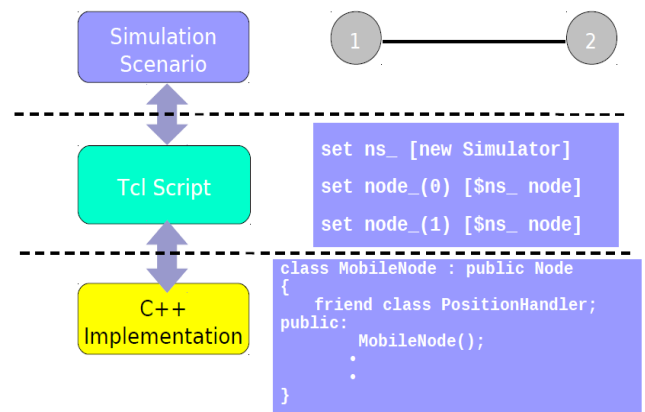 Simulation
Scenario
1
2
Tcl Script
set ns_ [new Simulator]
set node_(0) [$ns_ node]
set node_(1) [$ns_ node]
C++
Implementation
class MobileNode : public Node
{
friend class PositionHandler;
public:
MobileNode();
•
•
}